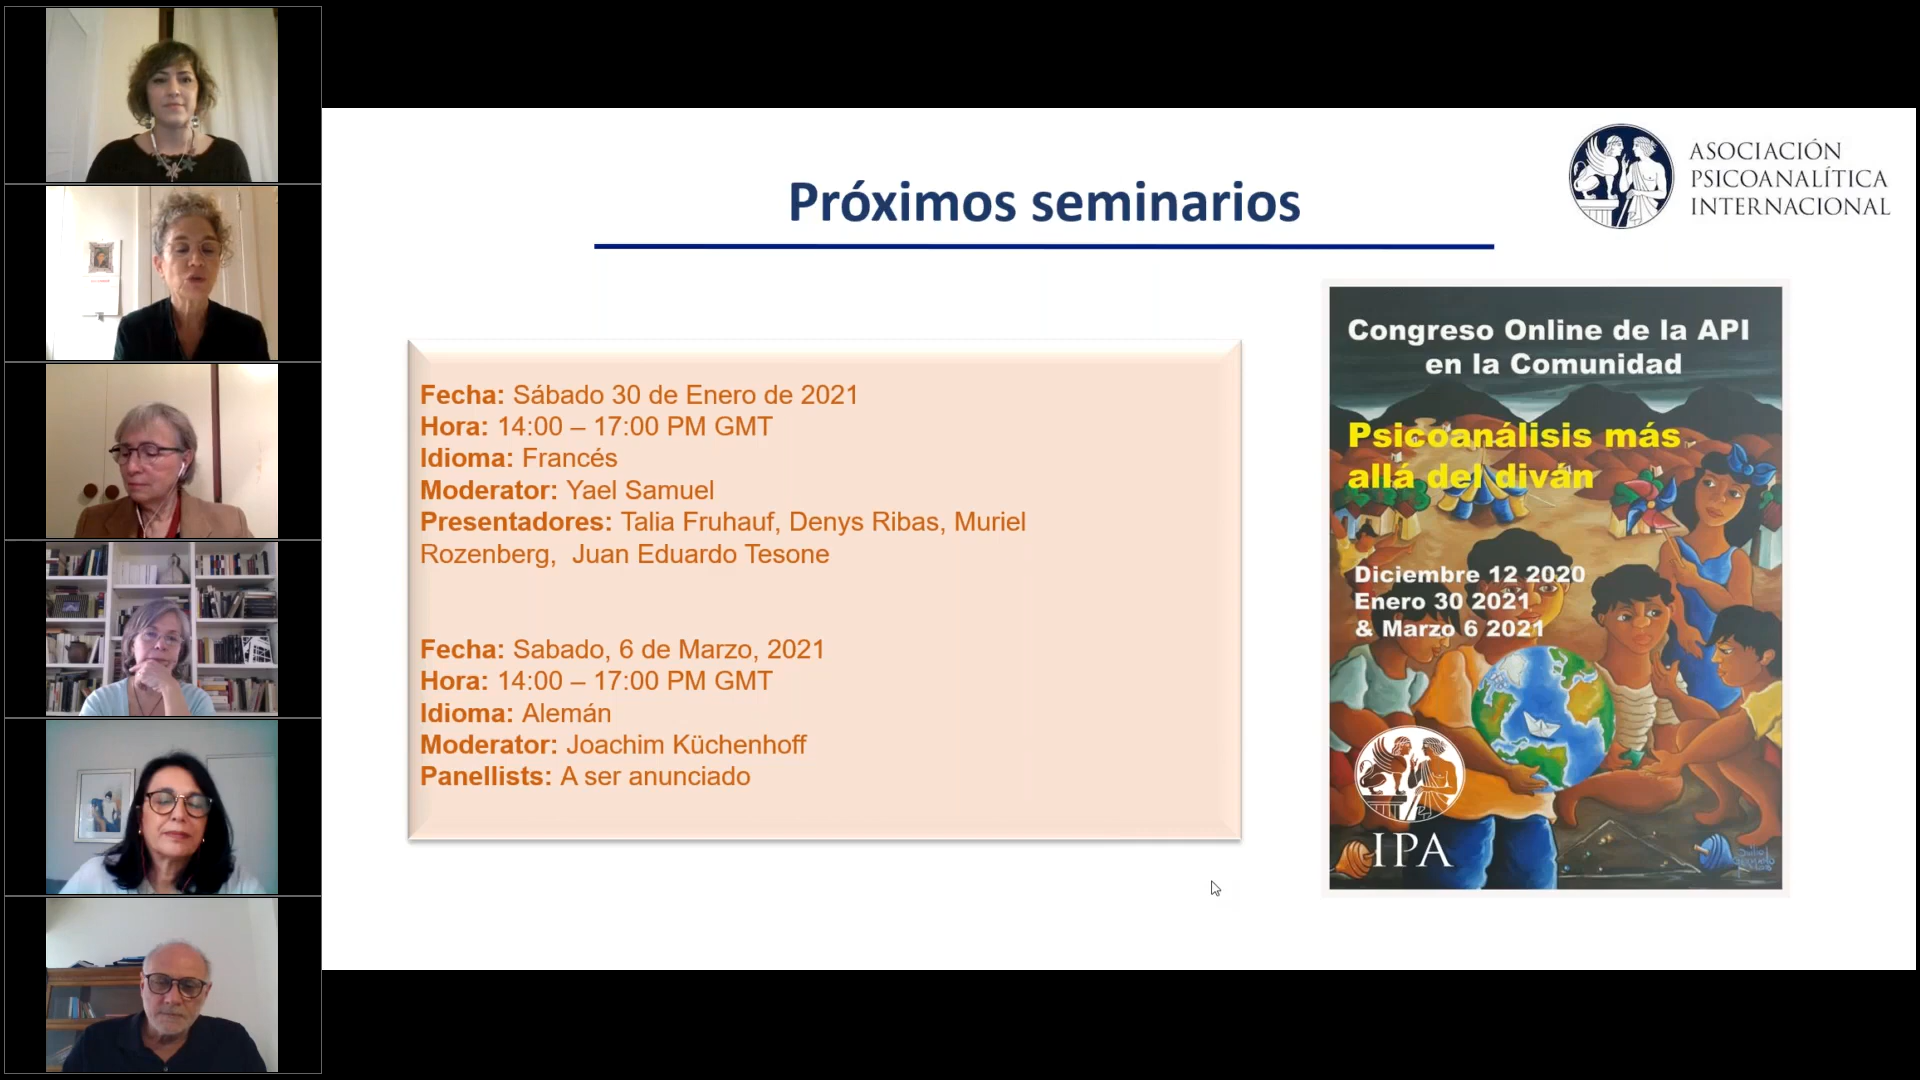 Próximos seminarios
ASOCIACIÓN
PSICOANALÍTICA
INTERNACIONAL
Fecha: Sábado 30 de Enero de 2021
Hora: 14:00 – 17:00 PM GMT
Idioma: Francés
Moderator: Yael Samuel
Presentadores: Talia Fruhauf, Denys Ribas, Muriel
Rozenberg, Juan Eduardo Tesone
Fecha: Sabado, 6 de Marzo, 2021
Hora: 14:00 – 17:00 PM GMT
Idioma: Alemán
Moderator: Joachim Küchenhoff
Panellists: A ser anunciado
Congreso Online de la API
en la Comunidad
Psicoanálisis más
allá del diván
Diciembre 12 2020
Enero 30 2021
& Marzo 6 2021
IPA